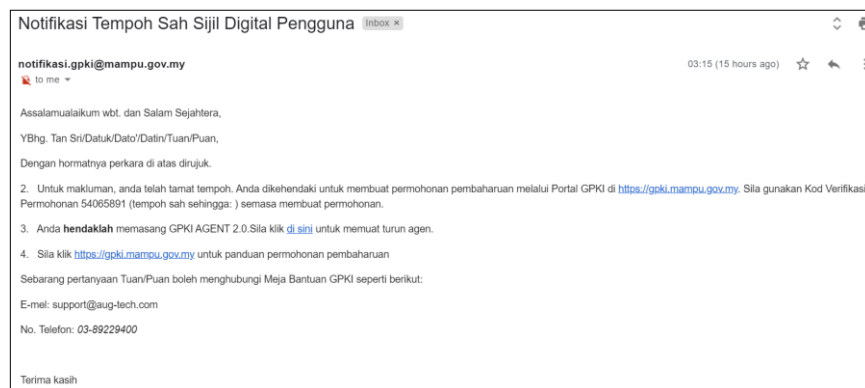 Notifikasi Tempoh Sah Sijil Digital Pengguna Inbox ×
notifikasi.gpki@mampu.gov.my 03:15 (15 hours ago)
to me
Assalamualaikum wbt. dan Salam Sejahtera,
YBhg. Tan Sri/Datuk/Dato'/Datin/Tuan/Puan,
Dengan hormatnya perkara di atas dirujuk.
2. Untuk makluman, anda telah tamat tempoh. Anda dikehendaki untuk membuat permohonan pembaharuan melalui Portal GPKI di https://gpki.mampu.gov.my. Sila gunakan Kod Verifikasi
Permohonan 54065891 (tempoh sah sehingga: ) semasa membuat permohonan.
3. Anda hendaklah memasang GPKI AGENT 2.0.Sila klik di sini untuk memuat turun agen.
4. Sila klik https://gpki.mampu.gov.my untuk panduan permohonan pembaharuan
Sebarang pertanyaan Tuan/Puan boleh menghubungi Meja Bantuan GPKI seperti berikut:
E-mel: support@aug-tech.com
No. Telefon: 03-89229400
Terima kasih